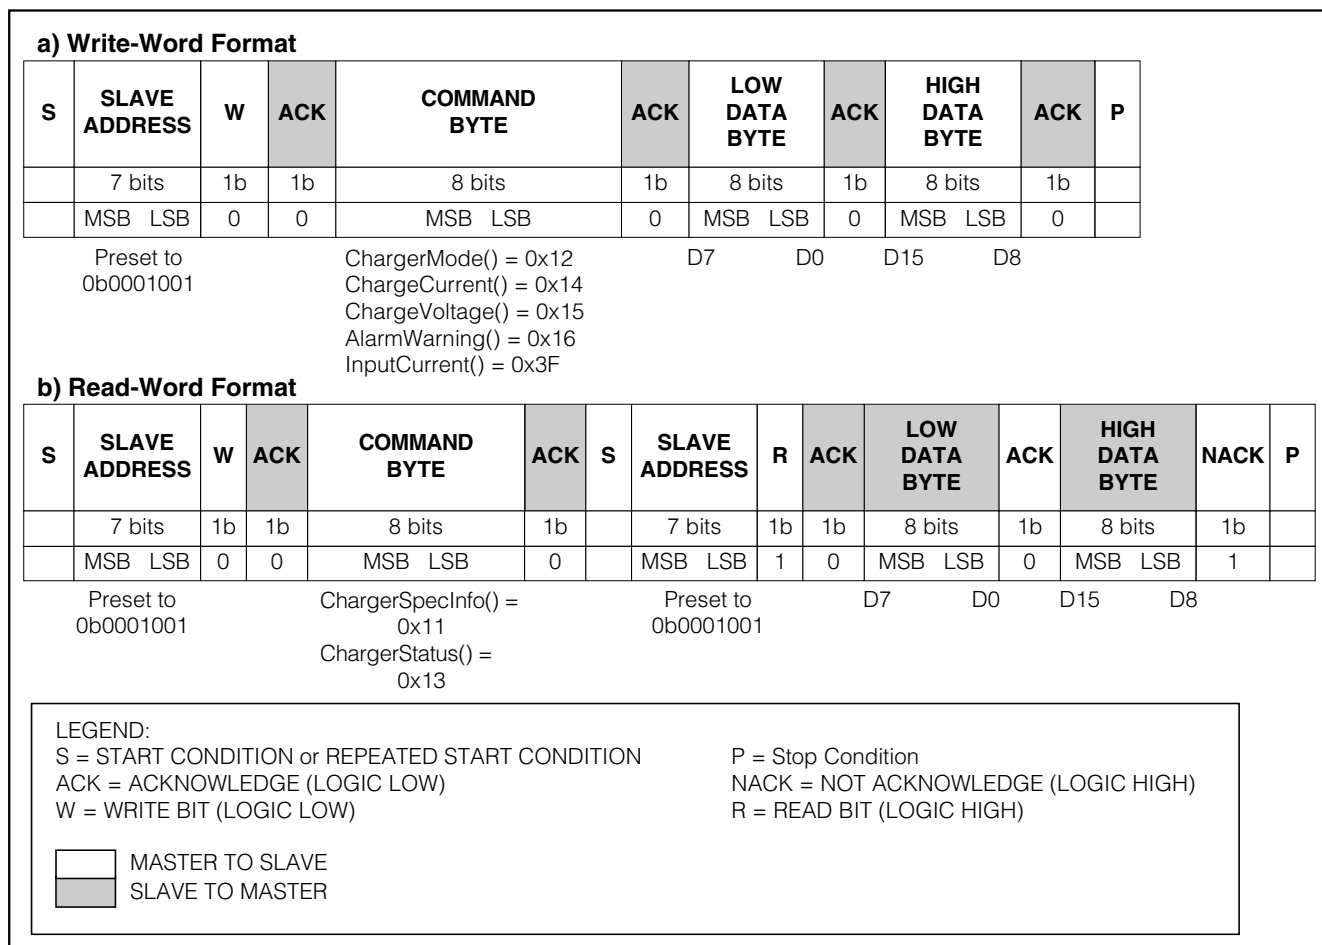 a) Write-Word Format
S SLAVE ADDRESS W ACK COMMAND BYTE ACK LOW DATA BYTE ACK HIGH DATA BYTE ACK P
7 bits 1b 1b 8 bits 1b 8 bits 1b 8 bits 1b
MSB LSB 0 0 MSB LSB 0 MSB LSB 0 MSB LSB 0
Preset to 0b0001001
ChargerMode() = 0x12
ChargeCurrent() = 0x14
ChargeVoltage() = 0x15
AlarmWarning() = 0x16
InputCurrent() = 0x3F
D7 D0 D15 D8
b) Read-Word Format
S SLAVE ADDRESS W ACK COMMAND BYTE ACK S SLAVE ADDRESS R ACK LOW DATA BYTE ACK HIGH DATA BYTE NACK P
7 bits 1b 1b 8 bits 1b 7 bits 1b 1b 8 bits 1b 8 bits 1b
MSB LSB 0 0 MSB LSB 0 MSB LSB 1 0 MSB LSB 0 MSB LSB 1
Preset to 0b0001001
ChargerSpecInfo() =
0x11
ChargerStatus() =
0x13
Preset to 0b0001001
D7 D0 D15 D8
LEGEND:
S = START CONDITION or REPEATED START CONDITION
ACK = ACKNOWLEDGE (LOGIC LOW)
W = WRITE BIT (LOGIC LOW)
P = Stop Condition
NACK = NOT ACKNOWLEDGE (LOGIC HIGH)
R = READ BIT (LOGIC HIGH)
MASTER TO SLAVE
SLAVE TO MASTER